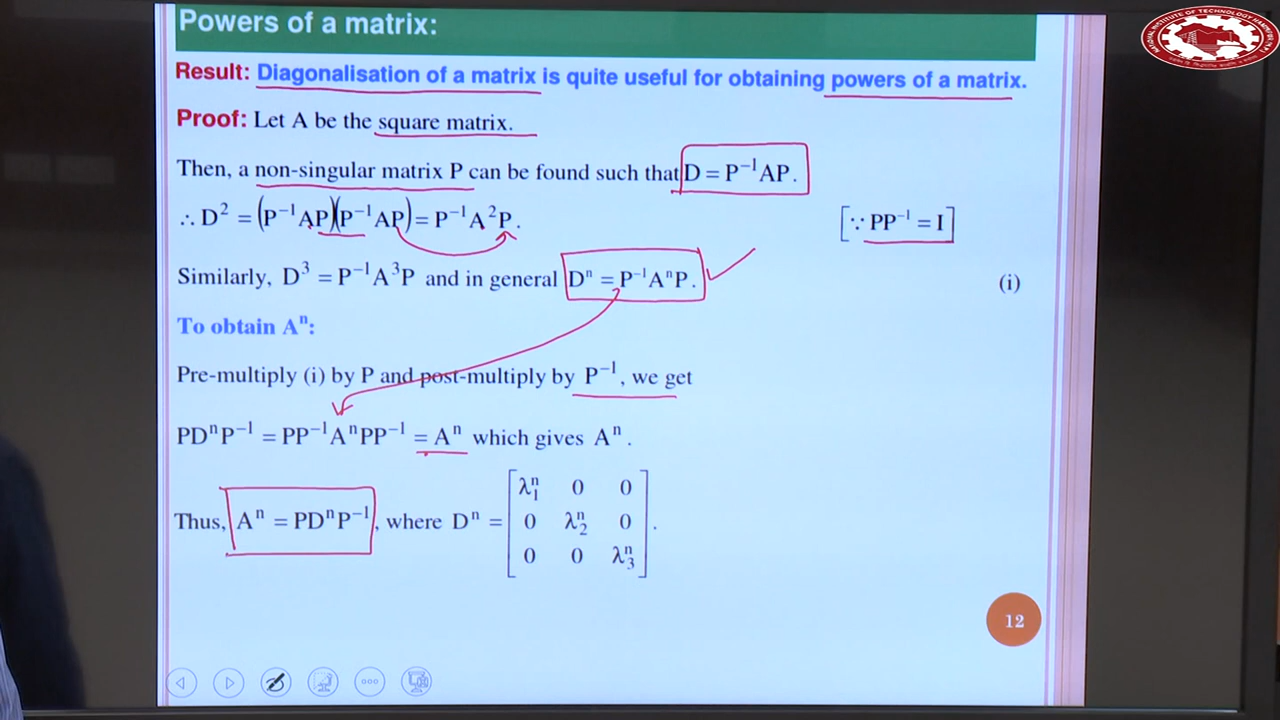 Powers of a matrix:
Result: Diagonalisation of a matrix is quite useful for obtaining powers of a matrix.
Proof: Let A be the square matrix.
Then, a non-singular matrix P can be found such that D = P⁻¹AP.
∴ D² = (P⁻¹AP)(P⁻¹AP) = P⁻¹A²P. [∵ PP⁻¹ = I]
Similarly, D³ = P⁻¹A³P and in general Dⁿ = P⁻¹AⁿP. (i)
To obtain Aⁿ:
Pre-multiply (i) by P and post-multiply by P⁻¹, we get
PDⁿP⁻¹ = PP⁻¹AⁿPP⁻¹ = Aⁿ which gives Aⁿ.
λ₁ⁿ 0 0
Thus, Aⁿ = PDⁿP⁻¹, where Dⁿ = 0 λ₂ⁿ 0 .
0 0 λ₃ⁿ
12